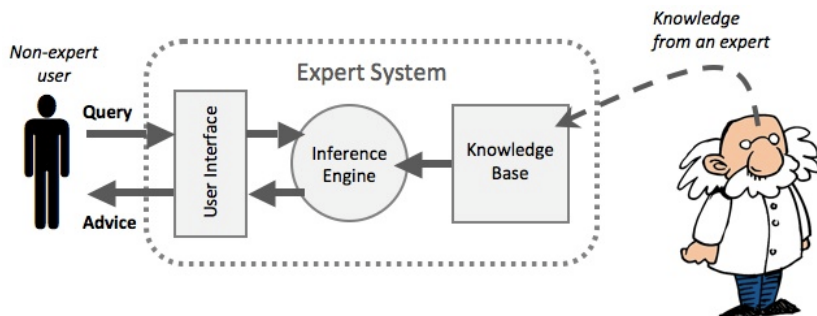 Non-expert
user
Query
Advice
Expert System
User Interface
Inference
Engine
Knowledge
Base
Knowledge
from an expert